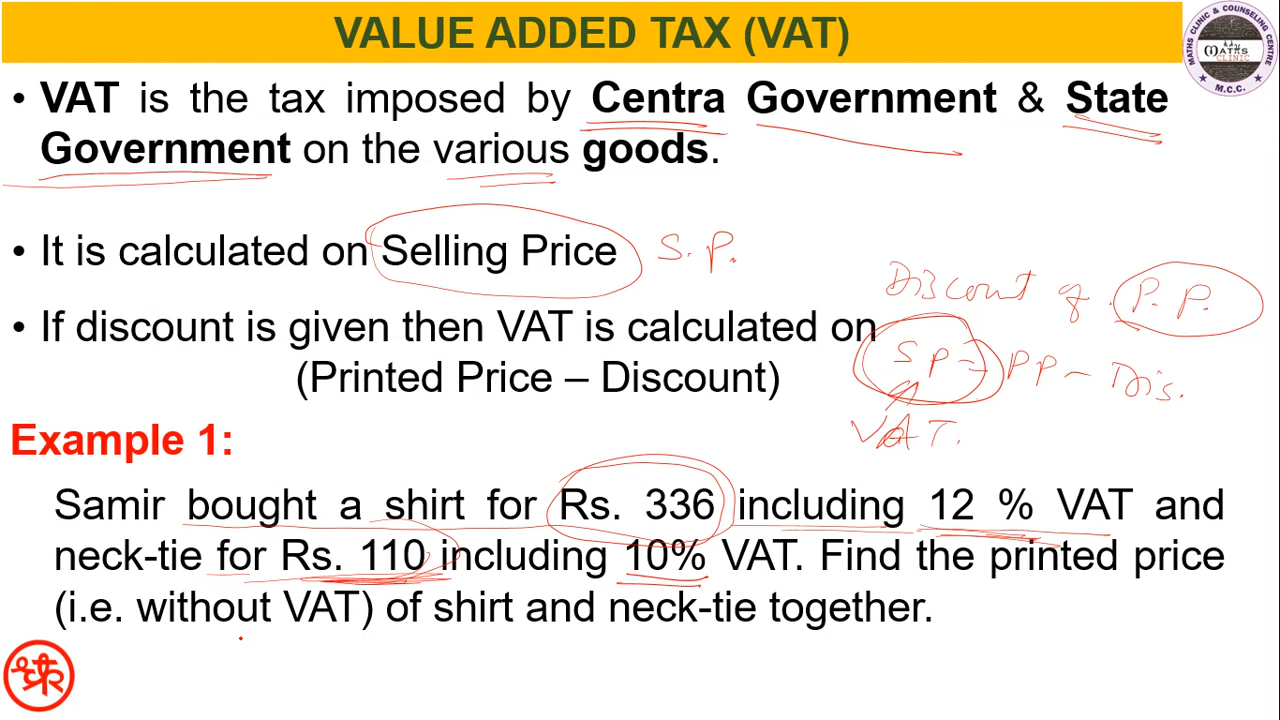 VALUE ADDED TAX (VAT)
MATHS CLINIC & COUNSELING CENTRE
MATHS
CLINIC
M.C.C.
• VAT is the tax imposed by Centra Government & State
Government on the various goods.
• It is calculated on Selling Price S.P.
Discount of P.P.
• If discount is given then VAT is calculated on
(Printed Price – Discount)
SP = PP - Dis.
VAT.
Example 1:
Samir bought a shirt for Rs. 336 including 12 % VAT and
neck-tie for Rs. 110 including 10% VAT. Find the printed price
(i.e. without VAT) of shirt and neck-tie together.